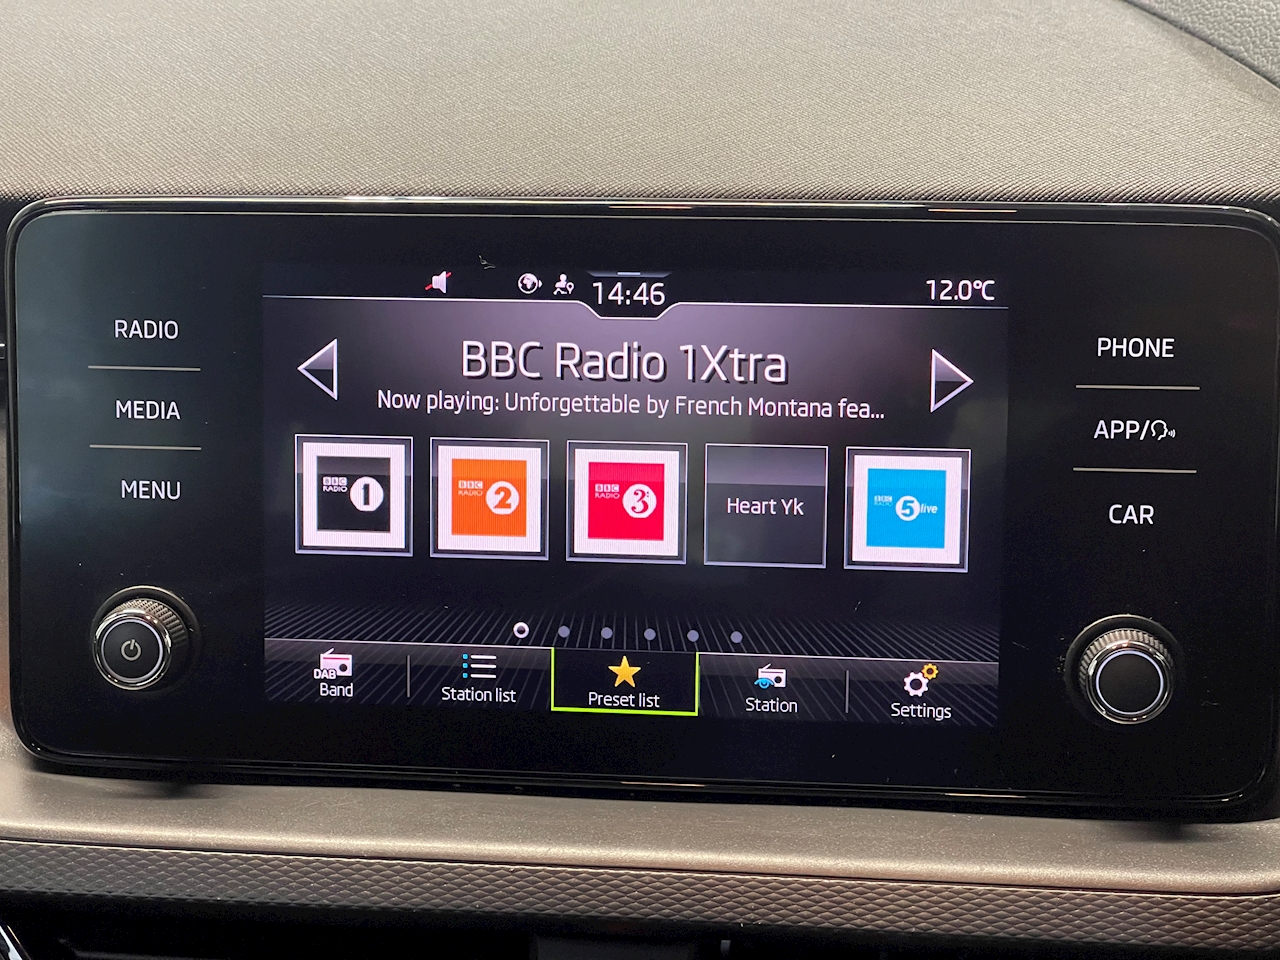 14:46
12.0°C
RADIO
MEDIA
MENU
BBC Radio 1Xtra
Now playing: Unforgettable by French Montana fea...
BBC
RADIO 1
BBC
RADIO 2
BBC
RADIO 3
Heart Yk
BBC
RADIO 5 live
DAB
Band
Station list
Preset list
Station
Settings
PHONE
APP/
CAR